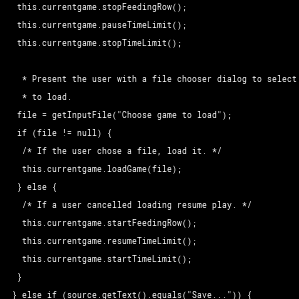 this.currentgame.stopFeedingRow();
this.currentgame.pauseTimeLimit();
this.currentgame.stopTimeLimit();
* Present the user with a file chooser dialog to select
* to load.
file = getInputFile("Choose game to load");
if (file != null) {
/* If the user chose a file, load it. */
this.currentgame.loadGame(file);
} else {
/* If a user cancelled loading resume play. */
this.currentgame.startFeedingRow();
this.currentgame.resumeTimeLimit();
this.currentgame.startTimeLimit();
}
} else if (source.getText().equals("Save...")) {